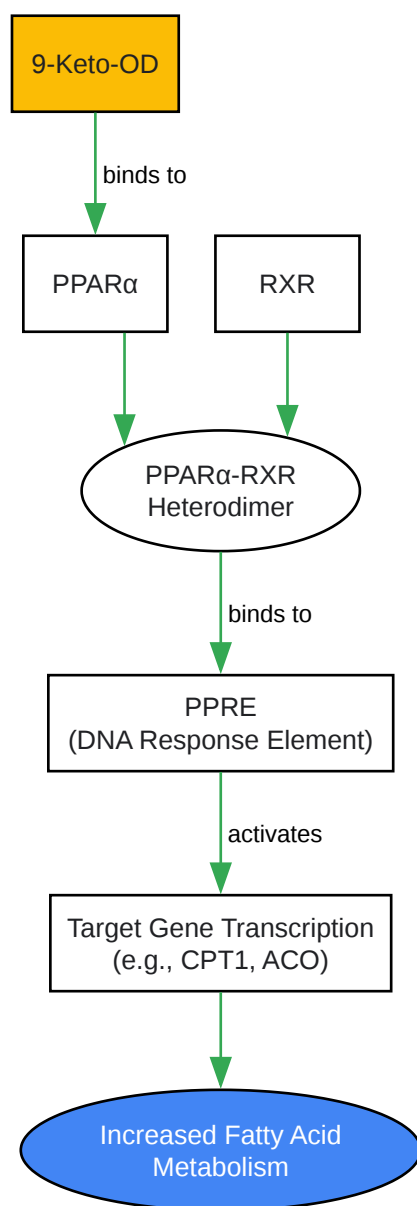 9-Keto-OD
binds to
PPARα
RXR
PPARα-RXR
Heterodimer
binds to
PPRE
(DNA Response Element)
activates
Target Gene Transcription
(e.g., CPT1, ACO)
Increased Fatty Acid
Metabolism